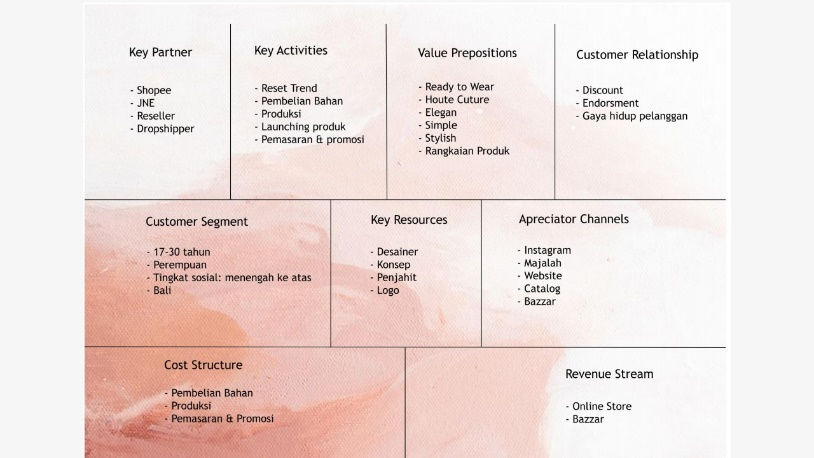 Key Partner
- Shopee
- JNE
- Reseller
- Dropshipper
Key Activities
- Reset Trend
- Pembelian Bahan
- Produksi
- Launching produk
- Pemasaran & promosi
Value Prepositions
- Ready to Wear
- Houte Cuture
- Elegan
- Simple
- Stylish
- Rangkaian Produk
Customer Relationship
- Discount
- Endorsment
- Gaya hidup pelanggan
Customer Segment
- 17-30 tahun
- Perempuan
- Tingkat sosial: menengah ke atas
- Bali
Key Resources
- Desainer
- Konsep
- Penjahit
- Logo
Apreciator Channels
- Instagram
- Majalah
- Website
- Catalog
- Bazzar
Cost Structure
- Pembelian Bahan
- Produksi
- Pemasaran & Promosi
Revenue Stream
- Online Store
- Bazzar